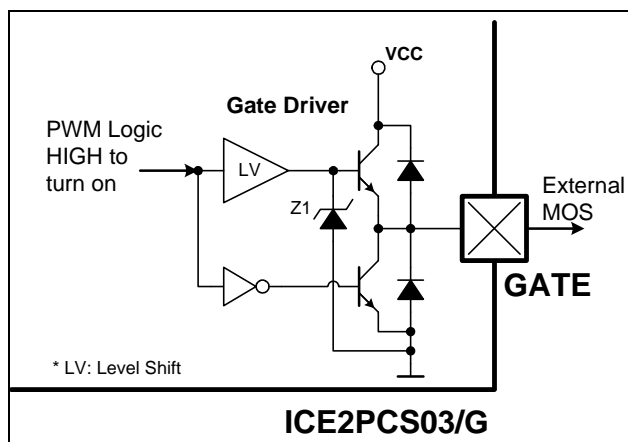 VCC
Gate Driver
PWM Logic
HIGH to
turn on
LV
Z1
External
MOS
GATE
* LV: Level Shift
ICE2PCS03/G